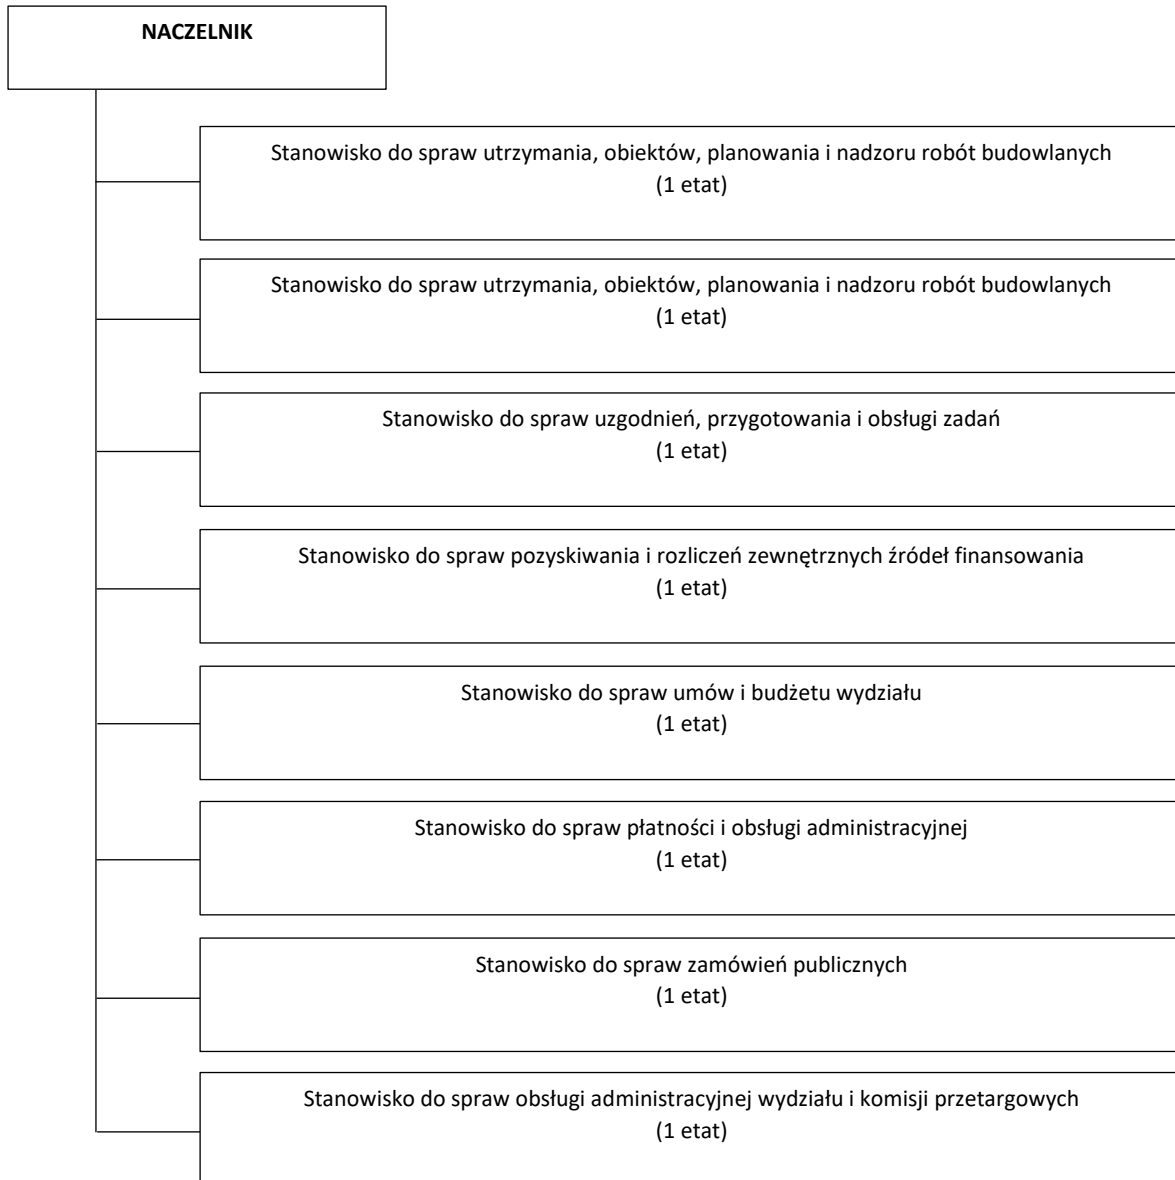 NACZELNIK
Stanowisko do spraw utrzymania, obiektów, planowania i nadzoru robót budowlanych
(1 etat)
Stanowisko do spraw utrzymania, obiektów, planowania i nadzoru robót budowlanych
(1 etat)
Stanowisko do spraw uzgodnień, przygotowania i obsługi zadań
(1 etat)
Stanowisko do spraw pozyskiwania i rozliczeń zewnętrznych źródeł finansowania
(1 etat)
Stanowisko do spraw umów i budżetu wydziału
(1 etat)
Stanowisko do spraw płatności i obsługi administracyjnej
(1 etat)
Stanowisko do spraw zamówień publicznych
(1 etat)
Stanowisko do spraw obsługi administracyjnej wydziału i komisji przetargowych
(1 etat)